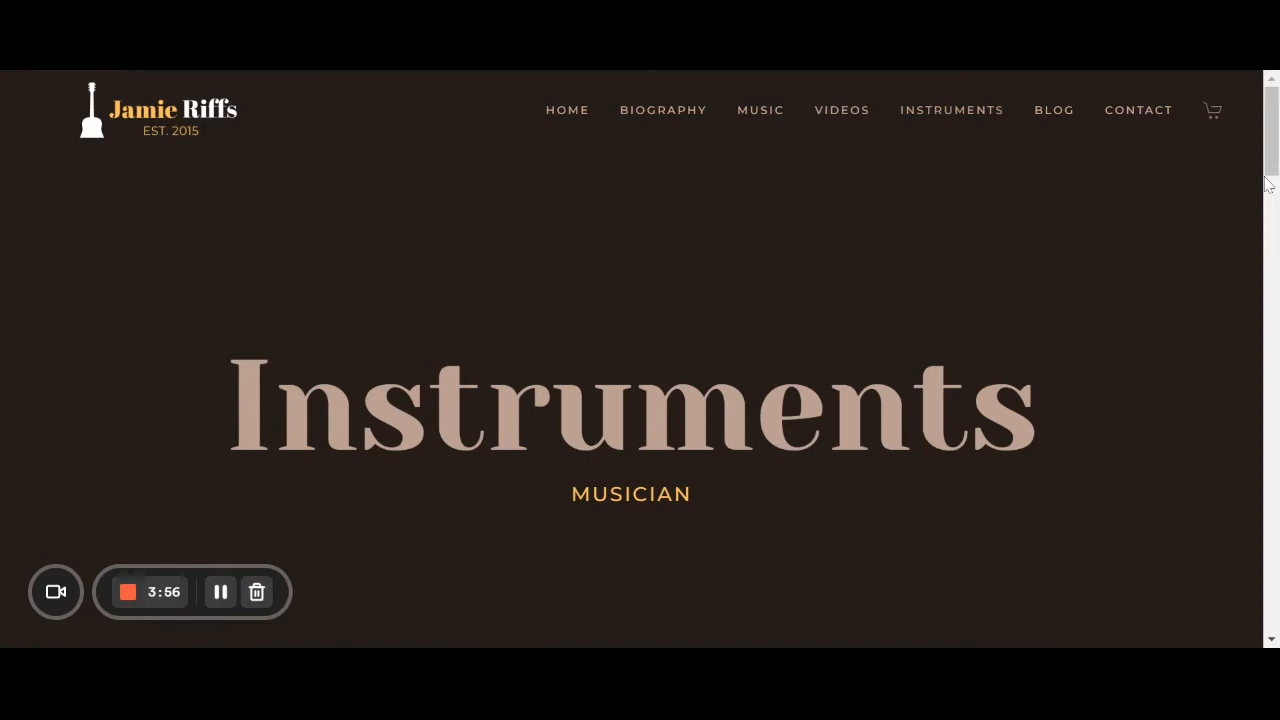 Jamie Riffs
EST. 2015
HOME BIOGRAPHY MUSIC VIDEOS INSTRUMENTS BLOG CONTACT
Instruments
MUSICIAN
3:56